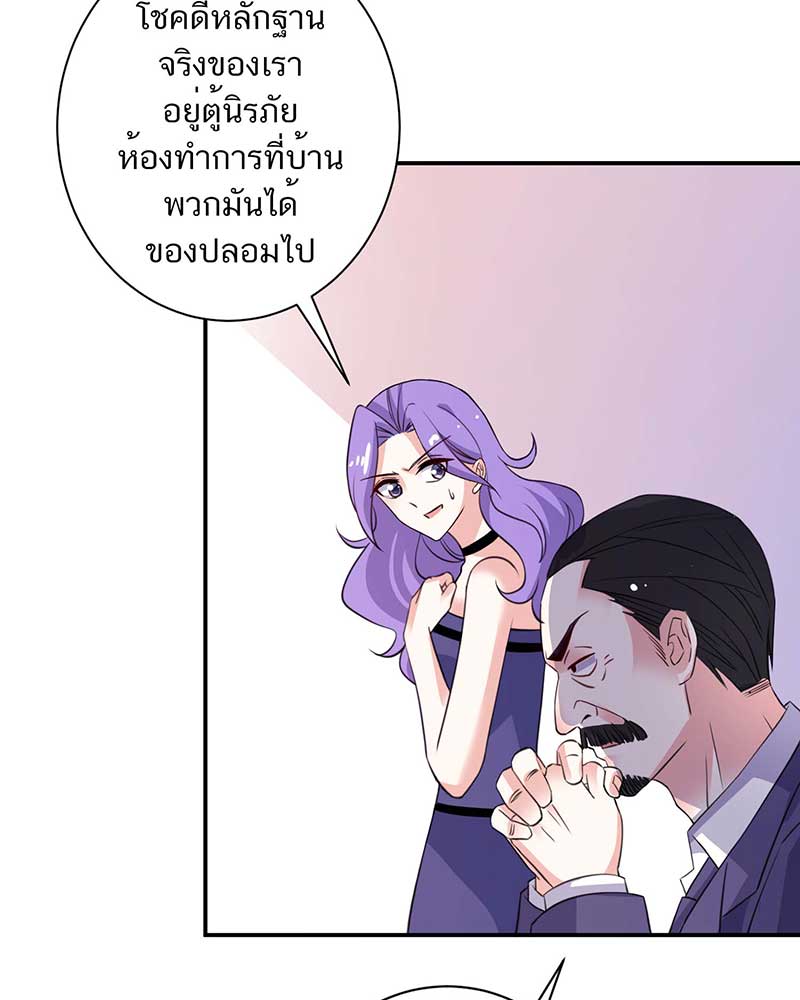 โชคดีหลักฐาน
จริงของเรา
อยู่ตู้นิรภัย
ห้องทำการที่บ้าน
พวกมันได้
ของปลอมไป